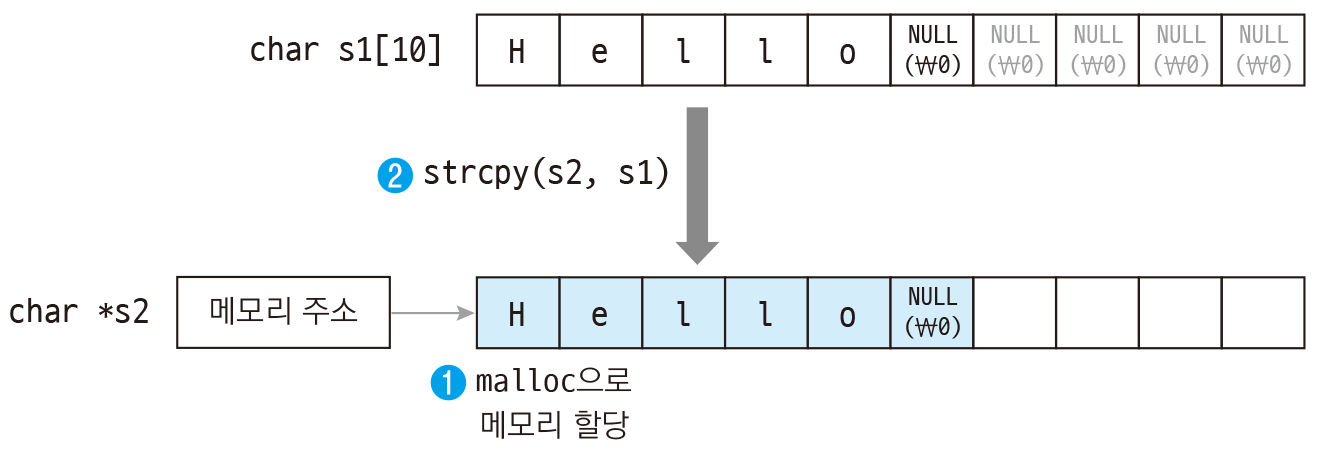 char s1[10] H e l l o NULL (₩0) NULL (₩0) NULL (₩0) NULL (₩0) NULL (₩0)
2 strcpy(s2, s1)
char *s2 메모리 주소 H e l l o NULL (₩0)
1 malloc으로
메모리 할당